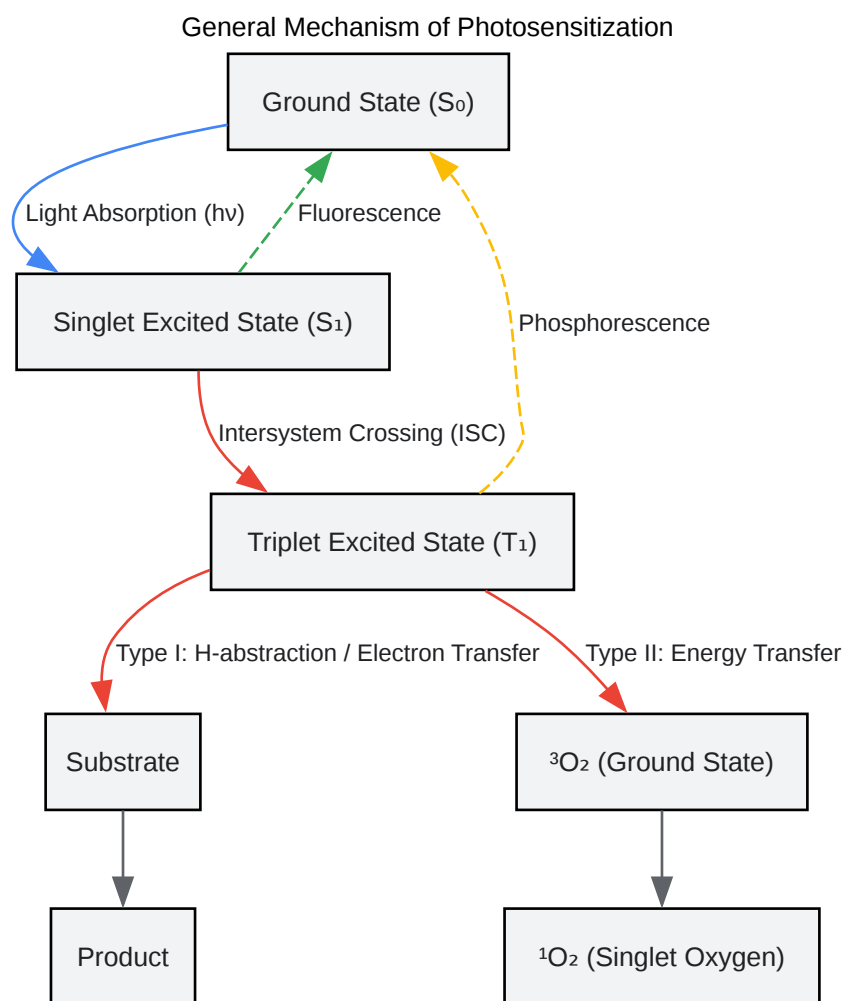 General Mechanism of Photosensitization
Ground State (S₀)
Light Absorption (hν)
Fluorescence
Singlet Excited State (S₁)
Phosphorescence
Intersystem Crossing (ISC)
Triplet Excited State (T₁)
Type I: H-abstraction / Electron Transfer
Type II: Energy Transfer
Substrate
³O₂ (Ground State)
Product
¹O₂ (Singlet Oxygen)